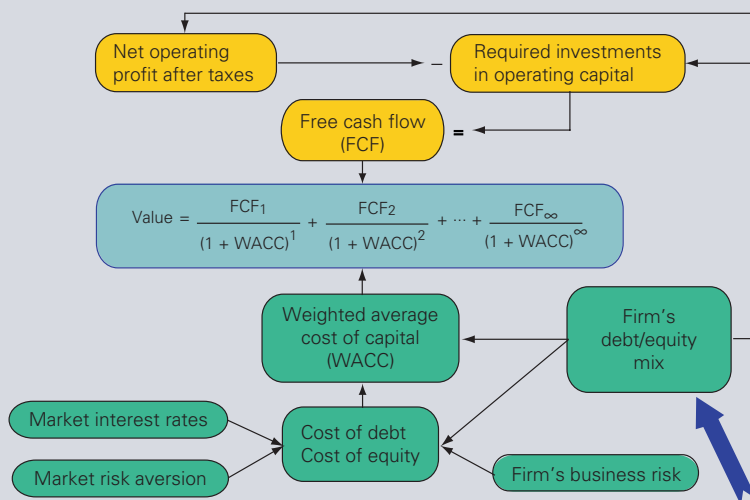 Net operating
profit after taxes
–
Required investments
in operating capital
Free cash flow
(FCF)
=
Value = FCF₁ / (1 + WACC)¹ + FCF₂ / (1 + WACC)² + ··· + FCF∞ / (1 + WACC)^∞
Weighted average
cost of capital
(WACC)
Firm's
debt/equity
mix
Market interest rates
Cost of debt
Cost of equity
Market risk aversion
Firm's business risk